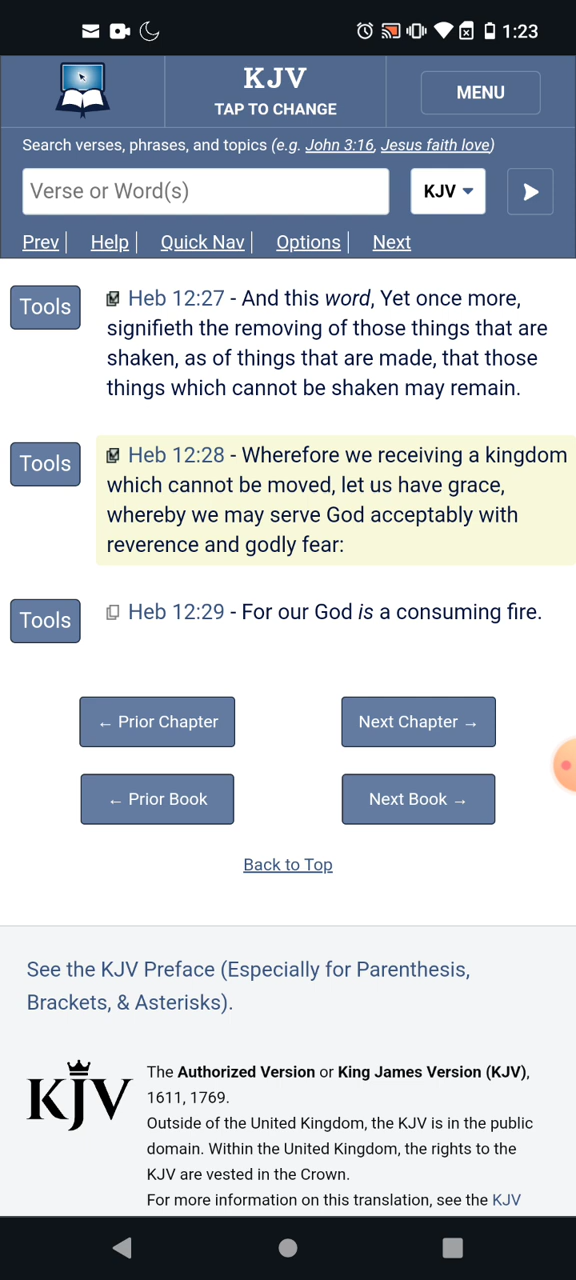 1:23
KJV
TAP TO CHANGE
MENU
Search verses, phrases, and topics (e.g. John 3:16, Jesus faith love)
Verse or Word(s)
KJV
Prev| Help| Quick Nav| Options| Next
Tools
Heb 12:27 - And this word, Yet once more,
signifieth the removing of those things that are
shaken, as of things that are made, that those
things which cannot be shaken may remain.
Tools
Heb 12:28 - Wherefore we receiving a kingdom
which cannot be moved, let us have grace,
whereby we may serve God acceptably with
reverence and godly fear:
Tools
Heb 12:29 - For our God is a consuming fire.
← Prior Chapter
Next Chapter →
← Prior Book
Next Book →
Back to Top
See the KJV Preface (Especially for Parenthesis,
Brackets, & Asterisks).
KJV
The Authorized Version or King James Version (KJV),
1611, 1769.
Outside of the United Kingdom, the KJV is in the public
domain. Within the United Kingdom, the rights to the
KJV are vested in the Crown.
For more information on this translation, see the KJV